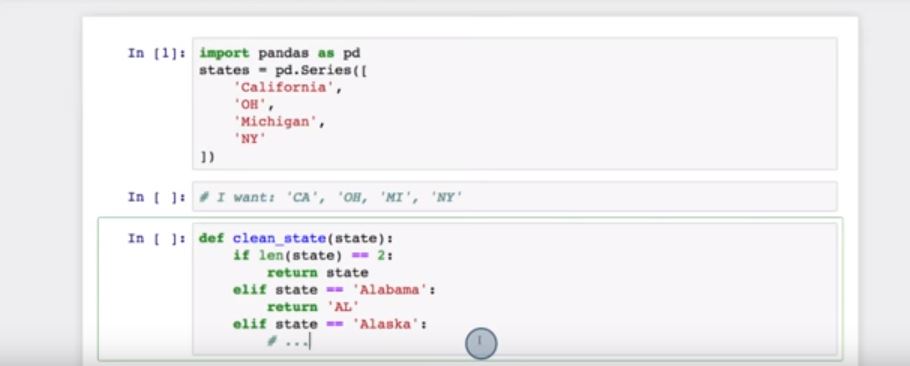 In [1]: import pandas as pd
states = pd.Series([
'California',
'OH',
'Michigan',
'NY'
])
In [ ]: # I want: 'CA', 'OH, 'MI', 'NY'
In [ ]: def clean_state(state):
if len(state) == 2:
return state
elif state == 'Alabama':
return 'AL'
elif state == 'Alaska':
# ...